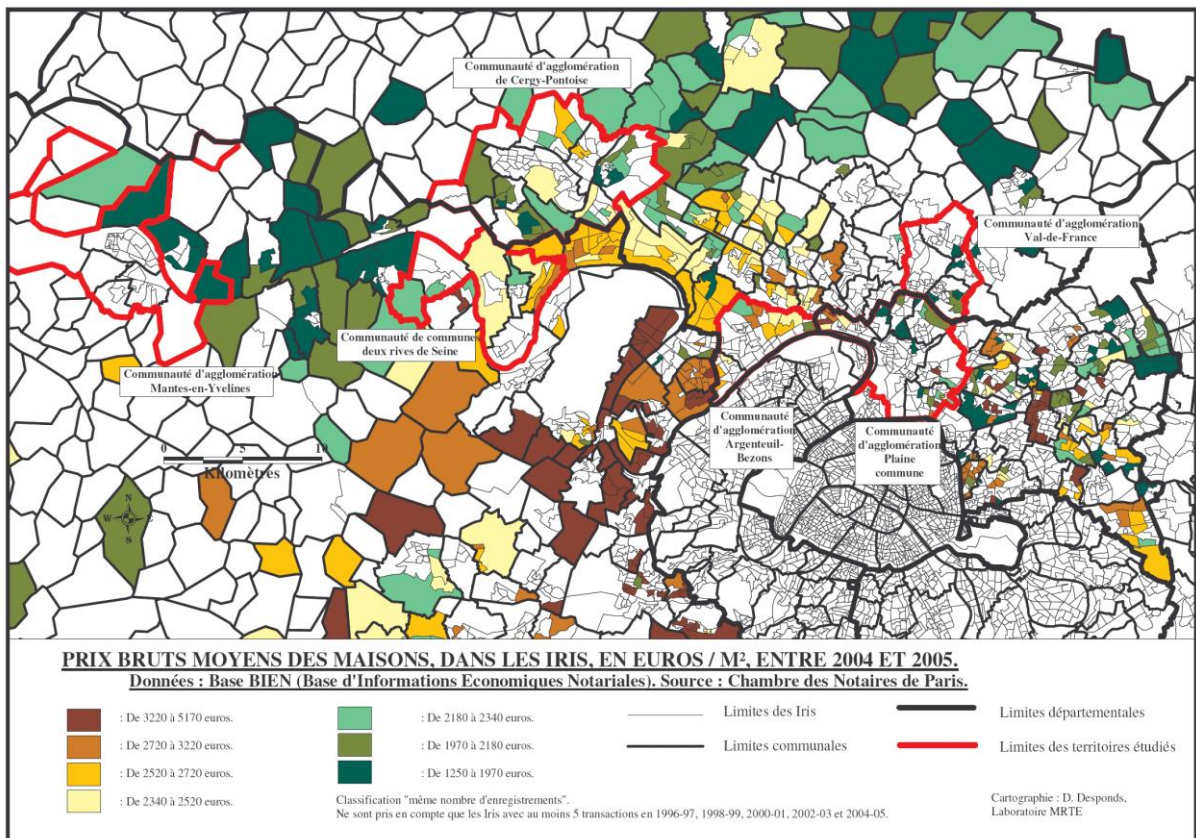 Communauté d'agglomération
de Cergy-Pontoise
Communauté d'agglomération
Val-de-France
Communauté de communes
deux rives de Seine
Communauté d'agglomération
Mantes-en-Yvelines
Communauté
d'agglomération
Argenteuil-
Bezons
Communauté
d'agglomération
Plaine
commune
0 5 10
Kilomètres
N
W E
S
PRIX BRUTS MOYENS DES MAISONS, DANS LES IRIS, EN EUROS / M², ENTRE 2004 ET 2005.
Données : Base BIEN (Base d'Informations Economiques Notariales). Source : Chambre des Notaires de Paris.
: De 3220 à 5170 euros.
: De 2720 à 3220 euros.
: De 2520 à 2720 euros.
: De 2340 à 2520 euros.
: De 2180 à 2340 euros.
: De 1970 à 2180 euros.
: De 1250 à 1970 euros.
Limites des Iris
Limites communales
Limites départementales
Limites des territoires étudiés
Classification "même nombre d'enregistrements".
Ne sont pris en compte que les Iris avec au moins 5 transactions en 1996-97, 1998-99, 2000-01, 2002-03 et 2004-05.
Cartographie : D. Desponds,
Laboratoire MRTE